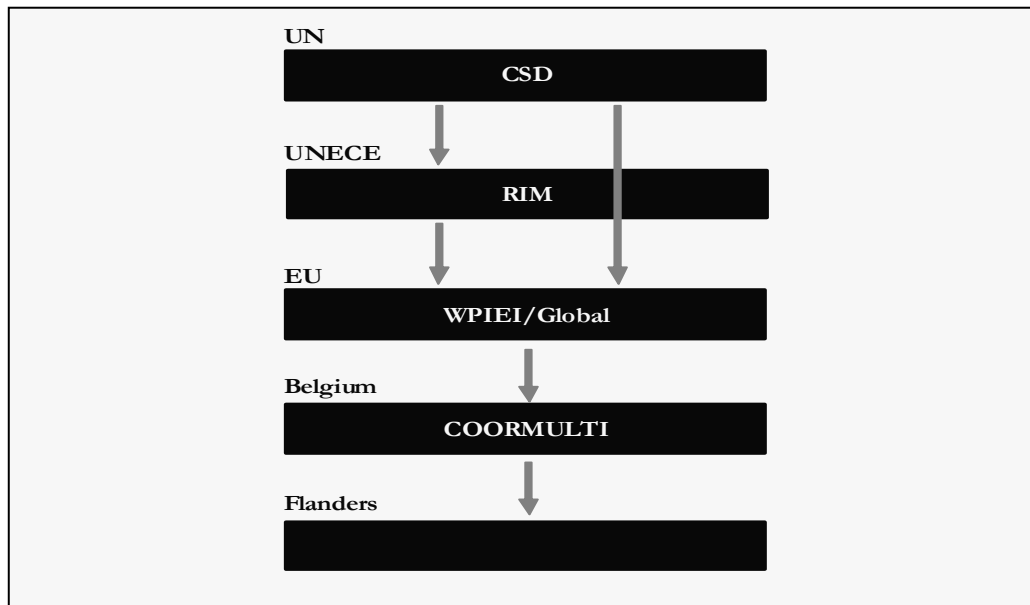 UN
CSD
UNECE
RIM
EU
WPIEI/Global
Belgium
COORMULTI
Flanders